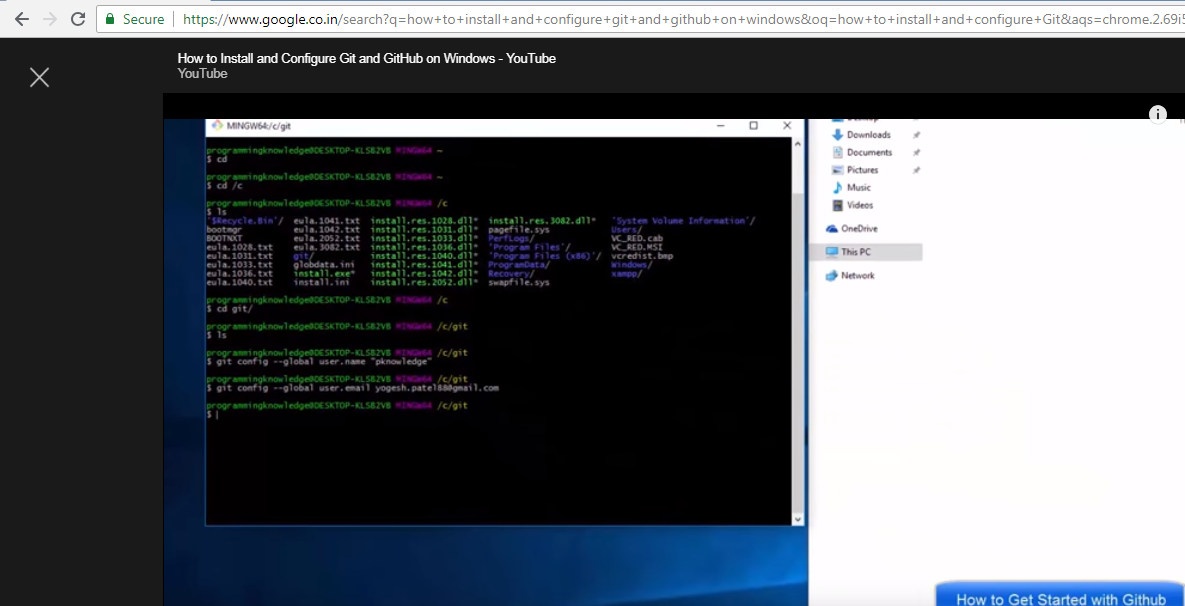 Secure https://www.google.co.in/search?q=how+to+install+and+configure+git+and+github+on+windows&oq=how+to+install+and+configure+Git&aqs=chrome.2.69i5
How to Install and Configure Git and GitHub on Windows - YouTube
YouTube
MINGW64:/c/git
programmingknowledge@DESKTOP-KL5B2VB MINGW64 ~
$ cd
programmingknowledge@DESKTOP-KL5B2VB MINGW64 ~
$ cd /c
programmingknowledge@DESKTOP-KL5B2VB MINGW64 /c
$ ls
'$Recycle.Bin'/ eula.1041.txt install.res.1028.dll* install.res.3082.dll* 'System Volume Information'/
bootmgr eula.1042.txt install.res.1031.dll* pagefile.sys Users/
BOOTNXT eula.2052.txt install.res.1033.dll* PerfLogs/ VC_RED.cab
eula.1028.txt eula.3082.txt install.res.1036.dll* 'Program Files'/ VC_RED.MSI
eula.1031.txt git/ install.res.1040.dll* 'Program Files (x86)'/ vcredist.bmp
eula.1033.txt globdata.ini install.res.1041.dll* ProgramData/ Windows/
eula.1036.txt install.exe* install.res.1042.dll* Recovery/ xampp/
eula.1040.txt install.ini install.res.2052.dll* swapfile.sys
programmingknowledge@DESKTOP-KL5B2VB MINGW64 /c
$ cd git/
programmingknowledge@DESKTOP-KL5B2VB MINGW64 /c/git
$ ls
programmingknowledge@DESKTOP-KL5B2VB MINGW64 /c/git
$ git config --global user.name "pknowledge"
programmingknowledge@DESKTOP-KL5B2VB MINGW64 /c/git
$ git config --global user.email yogesh.patel88@gmail.com
programmingknowledge@DESKTOP-KL5B2VB MINGW64 /c/git
$
Desktop
Downloads
Documents
Pictures
Music
Videos
OneDrive
This PC
Network
How to Get Started with Github